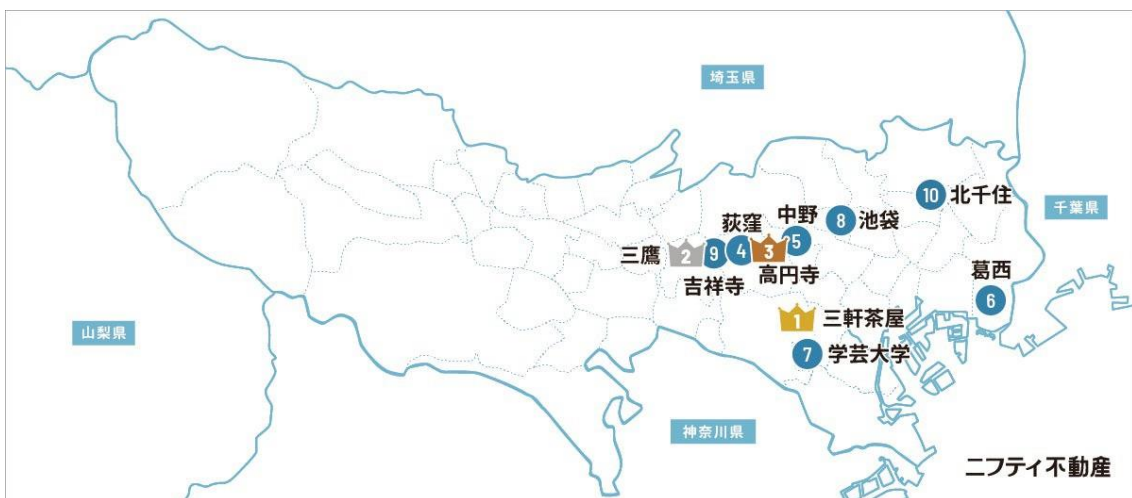 埼玉県
10 北千住
千葉県
中野
8 池袋
荻窪
三鷹 2 9 4 3 5
吉祥寺
高円寺
葛西
6
1 三軒茶屋
山梨県
7 学芸大学
神奈川県
ニフティ不動産